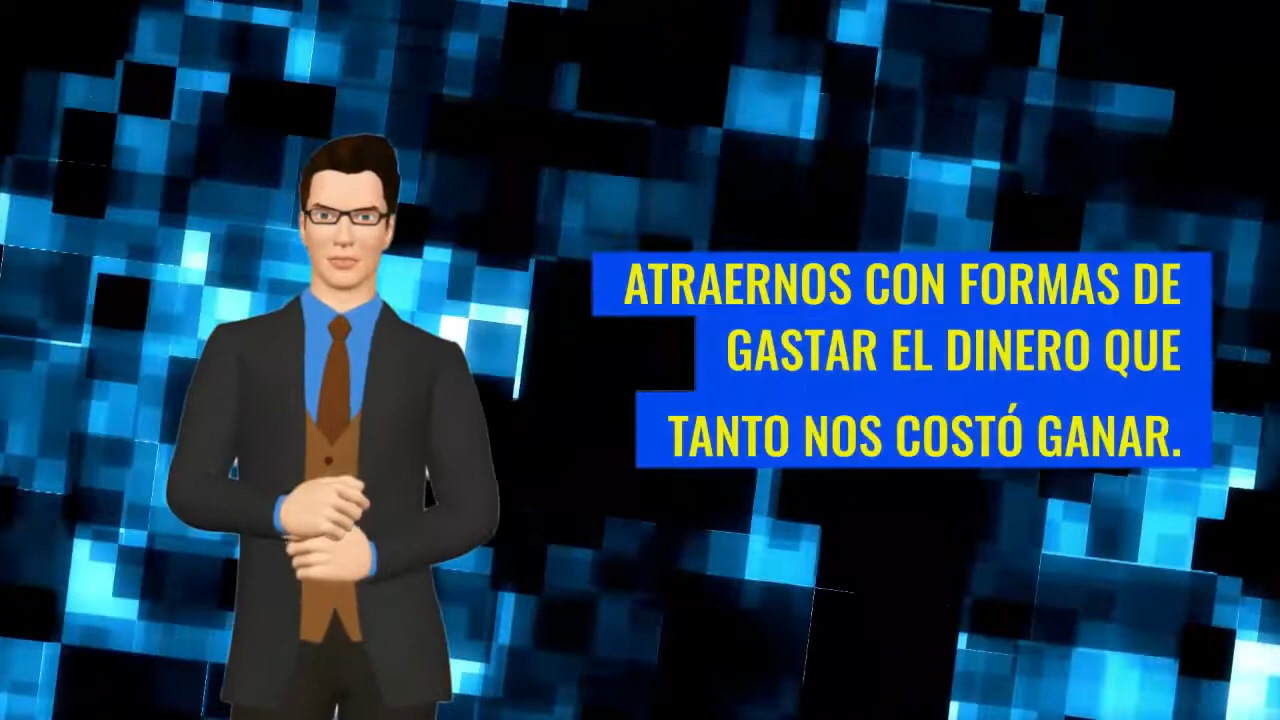 ATRAERNOS CON FORMAS DE
GASTAR EL DINERO QUE
TANTO NOS COSTÓ GANAR.